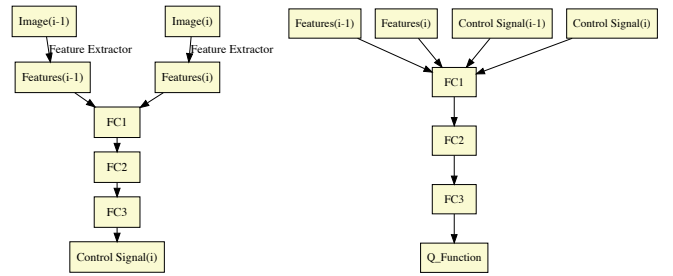 Image(i-1)
Image(i)
Feature Extractor
Feature Extractor
Features(i-1)
Features(i)
FC1
FC2
FC3
Control Signal(i)
Features(i-1)
Features(i)
Control Signal(i-1)
Control Signal(i)
FC1
FC2
FC3
Q_Function